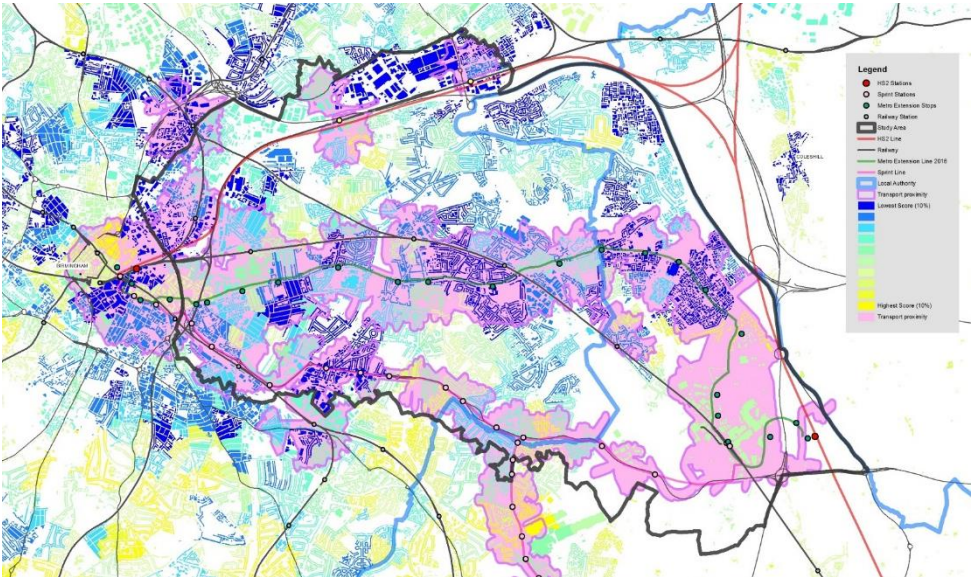 Legend
HS2 Stations
Sprint Stations
Metro Extension Stops
Railway Station
Study Area
HS2 Line
Railway
Metro Extension Line 2016
Sprint Line
Local Authority
Transport proximity
Lowest Score (10%)
Highest Score (10%)
Transport proximity
COLESHILL
BIRMINGHAM